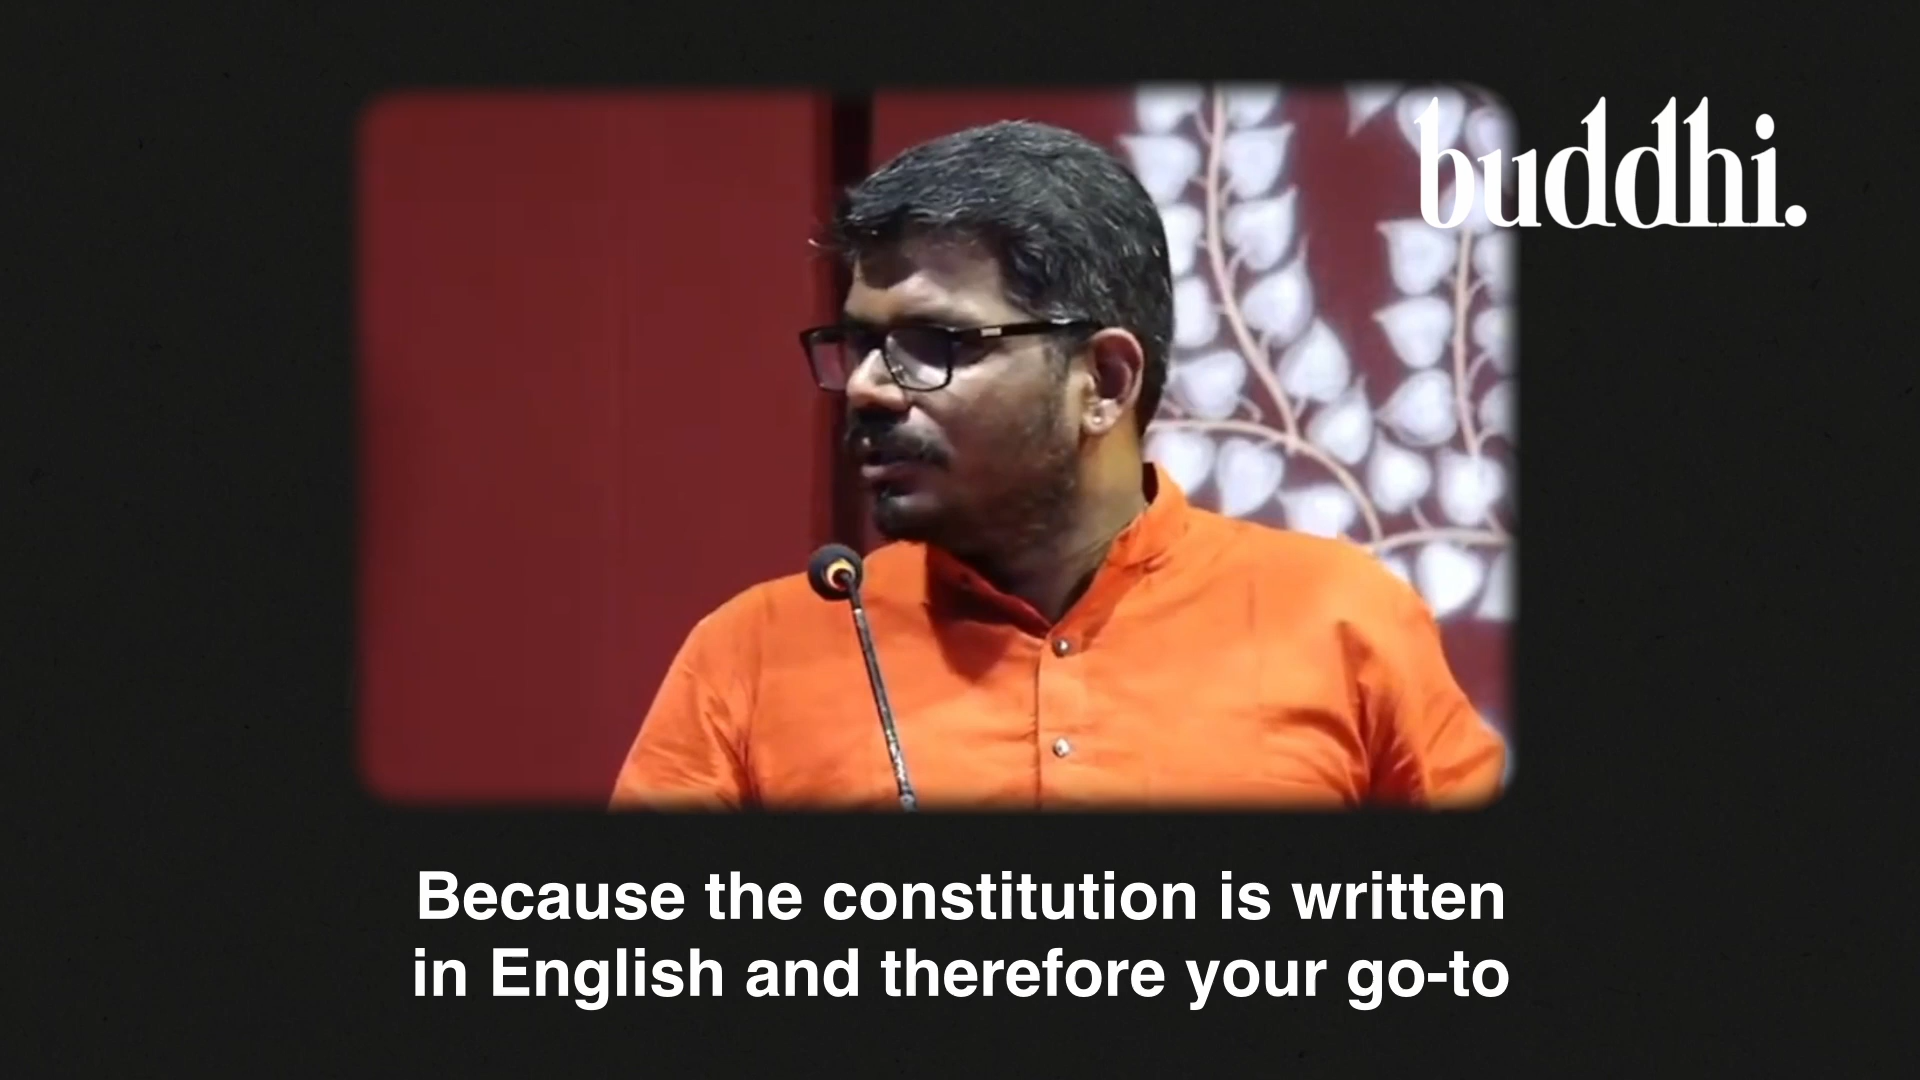 buddhi.
Because the constitution is written
in English and therefore your go-to